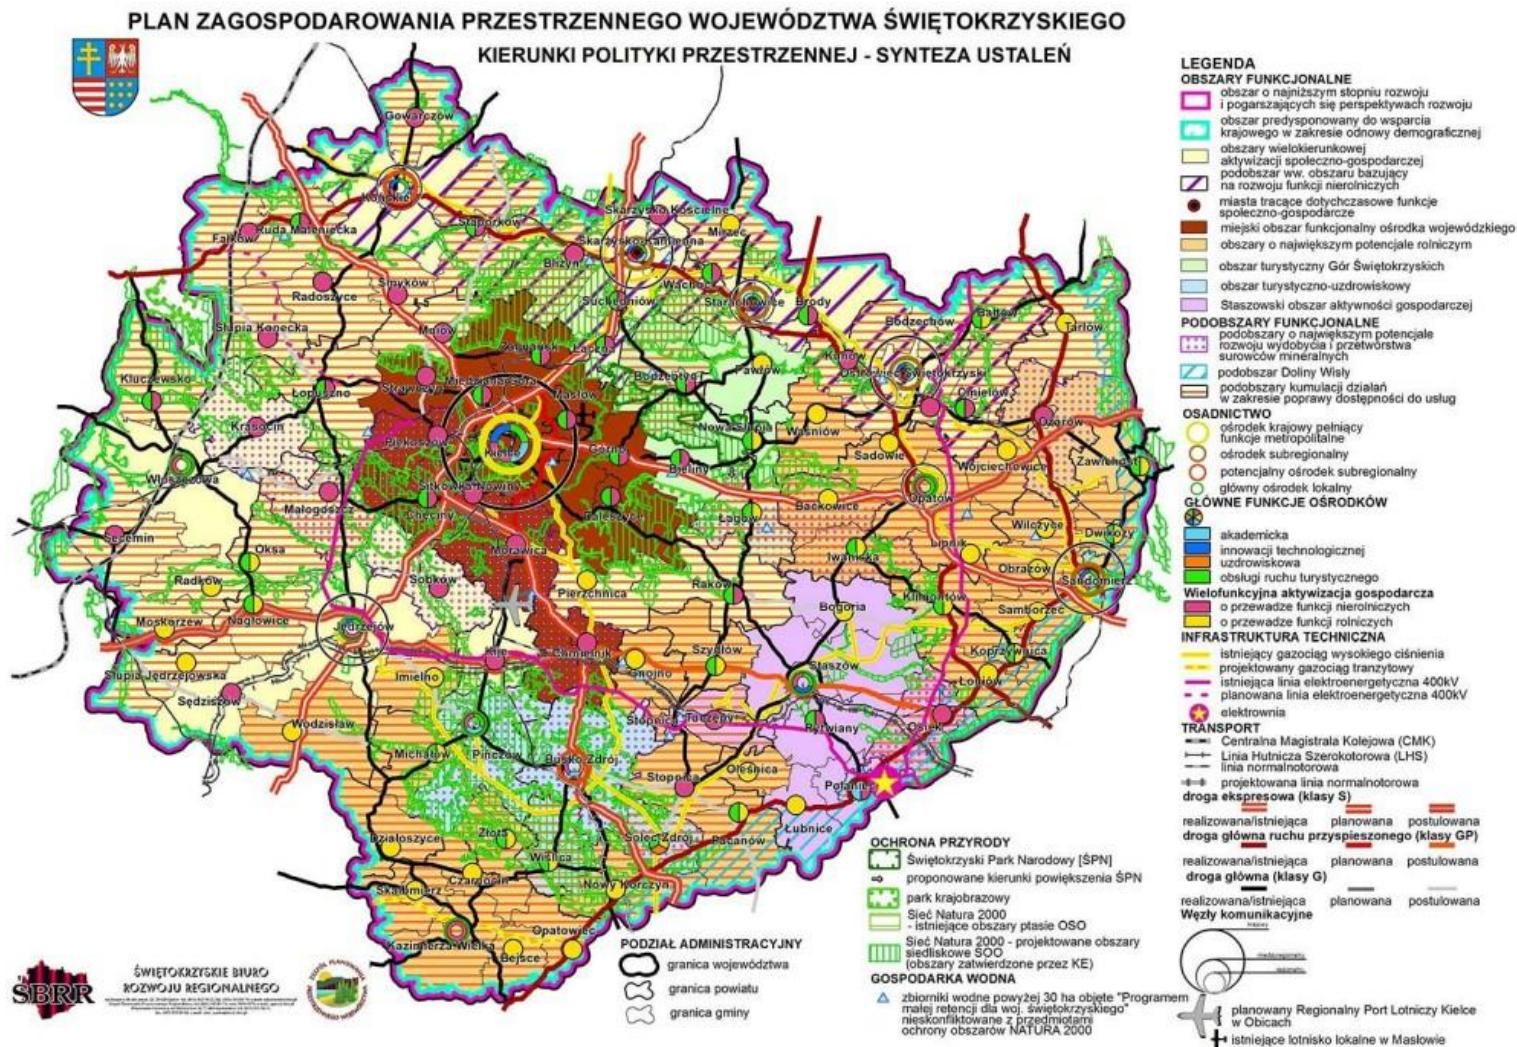 PLAN ZAGOSPODAROWANIA PRZESTRZENNEGO WOJEWÓDZTWA ŚWIĘTOKRZYSKIEGO
KIERUNKI POLITYKI PRZESTRZENNEJ - SYNTEZA USTALEŃ
Gowarczów
Końskie
Stąporków
Skarżysko Kościelne
Skarżysko-Kamienna
Mirzec
Fałków
Ruda Maleniecka
Bliżyn
Wąchock
Radoszyce
Smyków
Suchedniów
Starachowice
Brody
Bodzechów
Bałtów
Tarłów
Słupia Konecka
Mniów
Zagnańsk
Łączna
Kunów
Kluczewsko
Łopuszno
Miedziana Góra
Masłów
Bodzentyn
Pawłów
Ostrowiec Świętokrzyski
Ćmielów
Ożarów
Krasocin
Piekoszów
Kielce
Górno
Nowa Słupia
Waśniów
Sadowie
Wojciechowice
Zawichost
Włoszczowa
Sitkówka-Nowiny
Bieliny
Opatów
Małogoszcz
Chęciny
Daleszyce
Łagów
Baćkowice
Wilczyce
Dwikozy
Secemin
Oksa
Morawica
Iwaniska
Lipnik
Obrazów
Sandomierz
Radków
Sobków
Pierzchnica
Raków
Bogoria
Klimontów
Samborzec
Moskorzew
Nagłowice
Jędrzejów
Kije
Chmielnik
Szydłów
Staszów
Koprzywnica
Słupia Jędrzejowska
Imielno
Gnojno
Łoniów
Sędziszów
Wodzisław
Stopnica
Tuczępy
Rytwiany
Osiek
Michałów
Pińczów
Busko Zdrój
Stopnica
Oleśnica
Połaniec
Działoszyce
Złota
Solec Zdrój
Pacanów
Łubnice
Wiślica
Czarnocin
Skalbmierz
Nowy Korczyn
Kazimierza Wielka
Opatowiec
Bejsce
LEGENDA
OBSZARY FUNKCJONALNE
obszar o najniższym stopniu rozwoju
i pogarszających się perspektywach rozwoju
obszar predysponowany do wsparcia
krajowego w zakresie odnowy demograficznej
obszary wielokierunkowej
aktywizacji społeczno-gospodarczej
podobszar ww. obszaru bazujący
na rozwoju funkcji nierolniczych
miasta tracące dotychczasowe funkcje
społeczno-gospodarcze
miejski obszar funkcjonalny ośrodka wojewódzkiego
obszary o największym potencjale rolniczym
obszar turystyczny Gór Świętokrzyskich
obszar turystyczno-uzdrowiskowy
Staszowski obszar aktywności gospodarczej
PODOBSZARY FUNKCJONALNE
podobszary o największym potencjale
rozwoju wydobycia i przetwórstwa
surowców mineralnych
podobszar Doliny Wisły
podobszary kumulacji działań
w zakresie poprawy dostępności do usług
OSADNICTWO
ośrodek krajowy pełniący
funkcje metropolitalne
ośrodek subregionalny
potencjalny ośrodek subregionalny
główny ośrodek lokalny
GŁÓWNE FUNKCJE OŚRODKÓW
akademicka
innowacji technologicznej
uzdrowiskowa
obsługi ruchu turystycznego
Wielofunkcyjna aktywizacja gospodarcza
o przewadze funkcji nierolniczych
o przewadze funkcji rolniczych
INFRASTRUKTURA TECHNICZNA
istniejący gazociąg wysokiego ciśnienia
projektowany gazociąg tranzytowy
istniejąca linia elektroenergetyczna 400kV
planowana linia elektroenergetyczna 400kV
elektrownia
TRANSPORT
Centralna Magistrala Kolejowa (CMK)
Linia Hutnicza Szerokotorowa (LHS)
linia normalnotorowa
projektowana linia normalnotorowa
droga ekspresowa (klasy S)
realizowana/istniejąca planowana postulowana
droga główna ruchu przyspieszonego (klasy GP)
realizowana/istniejąca planowana postulowana
droga główna (klasy G)
realizowana/istniejąca planowana postulowana
Węzły komunikacyjne
planowany Regionalny Port Lotniczy Kielce
w Obicach
istniejące lotnisko lokalne w Masłowie
OCHRONA PRZYRODY
Świętokrzyski Park Narodowy [ŚPN]
proponowane kierunki powiększenia ŚPN
park krajobrazowy
Sieć Natura 2000
- istniejące obszary ptasie OSO
Sieć Natura 2000 - projektowane obszary
siedliskowe SOO
(obszary zatwierdzone przez KE)
GOSPODARKA WODNA
zbiorniki wodne powyżej 30 ha objęte "Programem
małej retencji dla woj. świętokrzyskiego"
nieskonfliktowane z przedmiotami
ochrony obszarów NATURA 2000
PODZIAŁ ADMINISTRACYJNY
granica województwa
granica powiatu
granica gminy
ŚBRR
ŚWIĘTOKRZYSKIE BIURO
ROZWOJU REGIONALNEGO